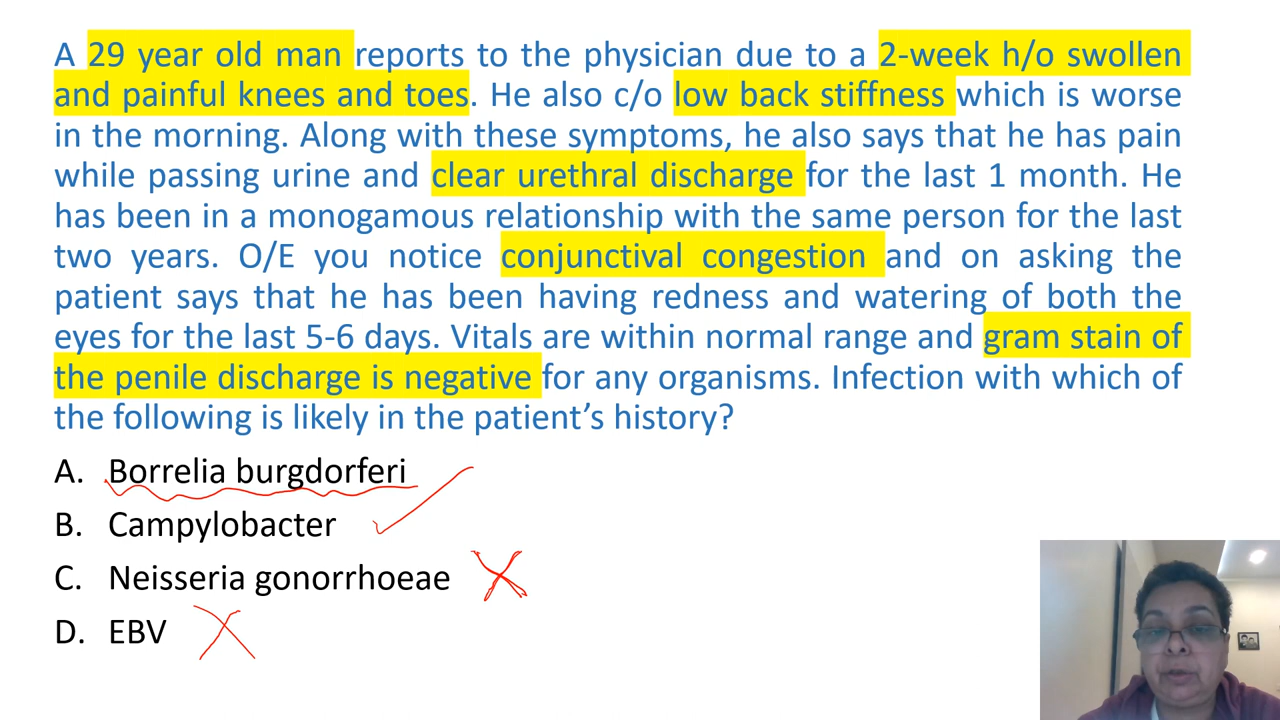 A 29 year old man reports to the physician due to a 2-week h/o swollen
and painful knees and toes. He also c/o low back stiffness which is worse
in the morning. Along with these symptoms, he also says that he has pain
while passing urine and clear urethral discharge for the last 1 month. He
has been in a monogamous relationship with the same person for the last
two years. O/E you notice conjunctival congestion and on asking the
patient says that he has been having redness and watering of both the
eyes for the last 5-6 days. Vitals are within normal range and gram stain of
the penile discharge is negative for any organisms. Infection with which of
the following is likely in the patient’s history?
A. Borrelia burgdorferi
B. Campylobacter
C. Neisseria gonorrhoeae
D. EBV